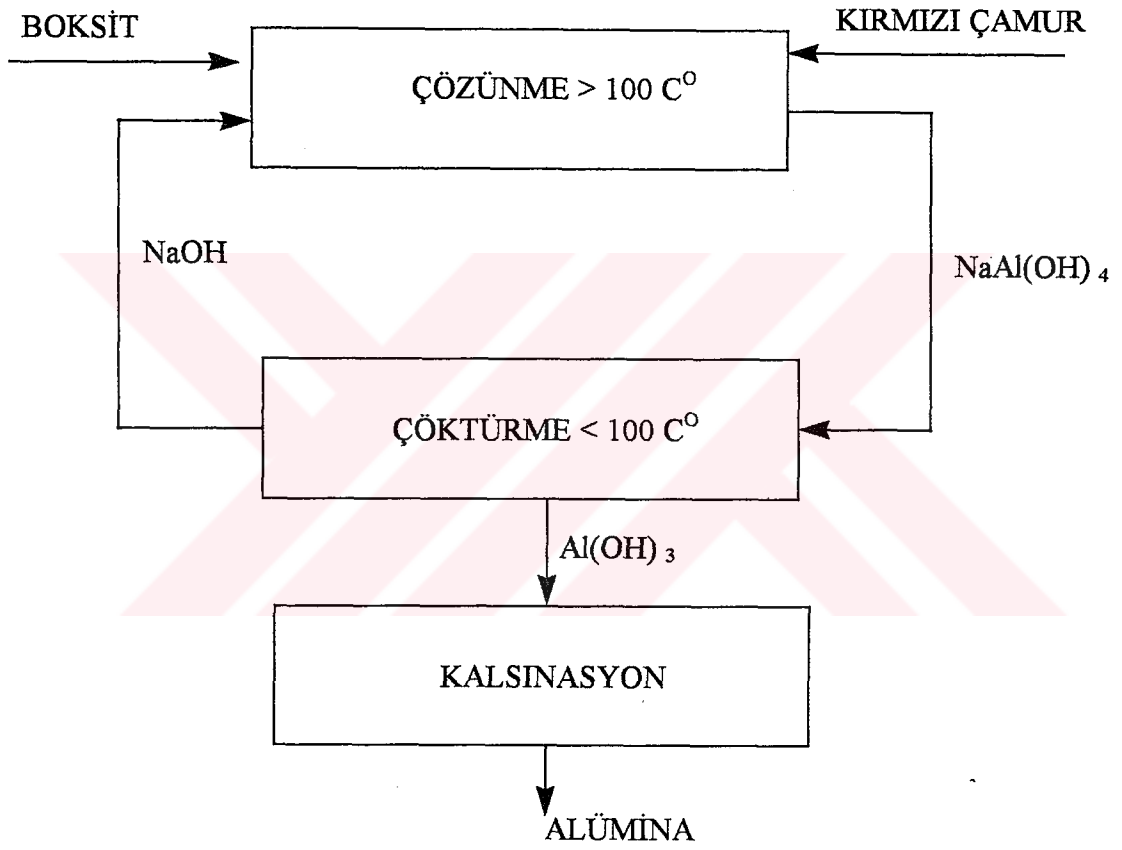 BOKSİT
KIRMIZI ÇAMUR
ÇÖZÜNME > 100 C^O
NaOH
NaAl(OH) ₄
ÇÖKTÜRME < 100 C^O
Al(OH) ₃
KALSINASYON
ALÜMİNA